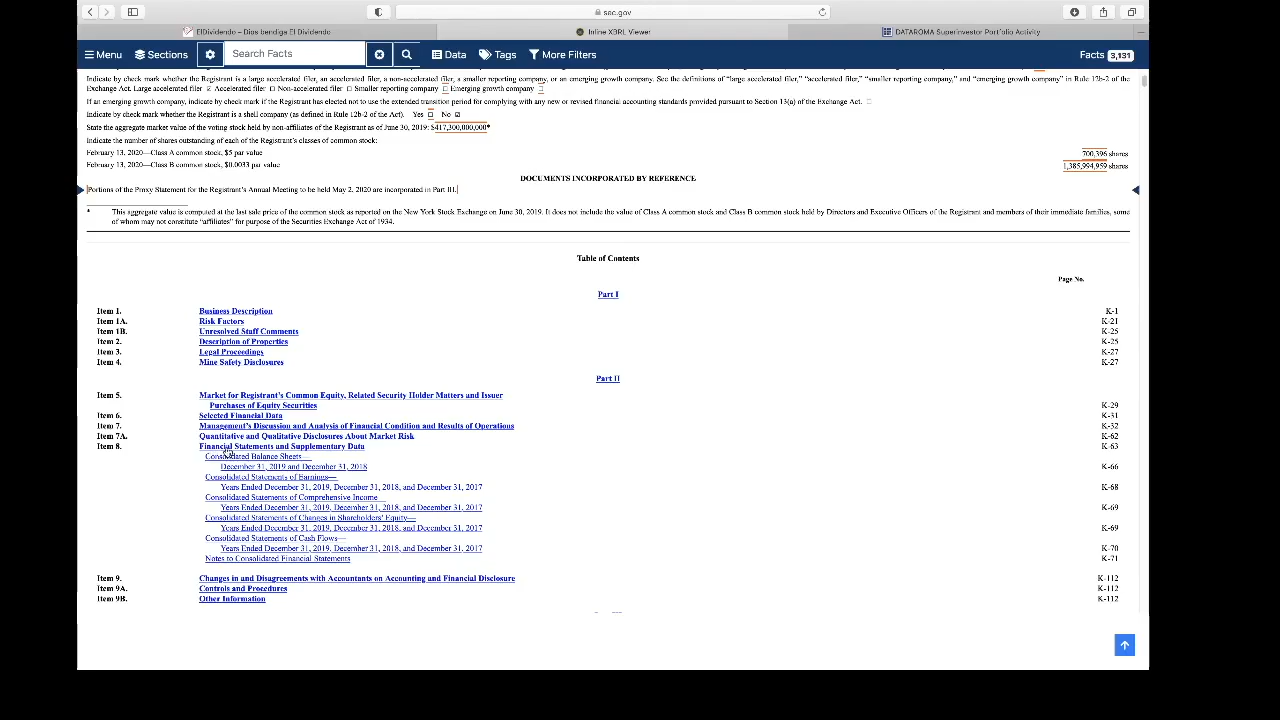 sec.gov
ElDividendo – Dios bendiga El Dividendo
Inline XBRL Viewer
DATAROMA Superinvestor Portfolio Activity
Menu Sections Search Facts Data Tags More Filters Facts 3,131
Indicate by check mark whether the Registrant is a large accelerated filer, an accelerated filer, a non-accelerated filer, a smaller reporting company, or an emerging growth company. See the definitions of "large accelerated filer," "accelerated filer," "smaller reporting company," and "emerging growth company" in Rule 12b-2 of the
Exchange Act. Large accelerated filer ☒ Accelerated filer ☐ Non-accelerated filer ☐ Smaller reporting company ☐ Emerging growth company ☐
If an emerging growth company, indicate by check mark if the Registrant has elected not to use the extended transition period for complying with any new or revised financial accounting standards provided pursuant to Section 13(a) of the Exchange Act. ☐
Indicate by check mark whether the Registrant is a shell company (as defined in Rule 12b-2 of the Act). Yes ☐ No ☒
State the aggregate market value of the voting stock held by non-affiliates of the Registrant as of June 30, 2019: $417,300,000,000*
Indicate the number of shares outstanding of each of the Registrant's classes of common stock:
February 13, 2020—Class A common stock, $5 par value 700,396 shares
February 13, 2020—Class B common stock, $0.0033 par value 1,385,994,959 shares
DOCUMENTS INCORPORATED BY REFERENCE
Portions of the Proxy Statement for the Registrant's Annual Meeting to be held May 2, 2020 are incorporated in Part III.
* This aggregate value is computed at the last sale price of the common stock as reported on the New York Stock Exchange on June 30, 2019. It does not include the value of Class A common stock and Class B common stock held by Directors and Executive Officers of the Registrant and members of their immediate families, some
of whom may not constitute "affiliates" for purpose of the Securities Exchange Act of 1934.
Table of Contents
Page No.
Part I
Item 1. Business Description K-1
Item 1A. Risk Factors K-21
Item 1B. Unresolved Staff Comments K-25
Item 2. Description of Properties K-25
Item 3. Legal Proceedings K-27
Item 4. Mine Safety Disclosures K-27
Part II
Item 5. Market for Registrant's Common Equity, Related Security Holder Matters and Issuer
Purchases of Equity Securities K-29
Item 6. Selected Financial Data K-31
Item 7. Management's Discussion and Analysis of Financial Condition and Results of Operations K-32
Item 7A. Quantitative and Qualitative Disclosures About Market Risk K-62
Item 8. Financial Statements and Supplementary Data K-63
Consolidated Balance Sheets—
December 31, 2019 and December 31, 2018 K-66
Consolidated Statements of Earnings—
Years Ended December 31, 2019, December 31, 2018, and December 31, 2017 K-68
Consolidated Statements of Comprehensive Income—
Years Ended December 31, 2019, December 31, 2018, and December 31, 2017 K-69
Consolidated Statements of Changes in Shareholders' Equity—
Years Ended December 31, 2019, December 31, 2018, and December 31, 2017 K-69
Consolidated Statements of Cash Flows—
Years Ended December 31, 2019, December 31, 2018, and December 31, 2017 K-70
Notes to Consolidated Financial Statements K-71
Item 9. Changes in and Disagreements with Accountants on Accounting and Financial Disclosure K-112
Item 9A. Controls and Procedures K-112
Item 9B. Other Information K-112